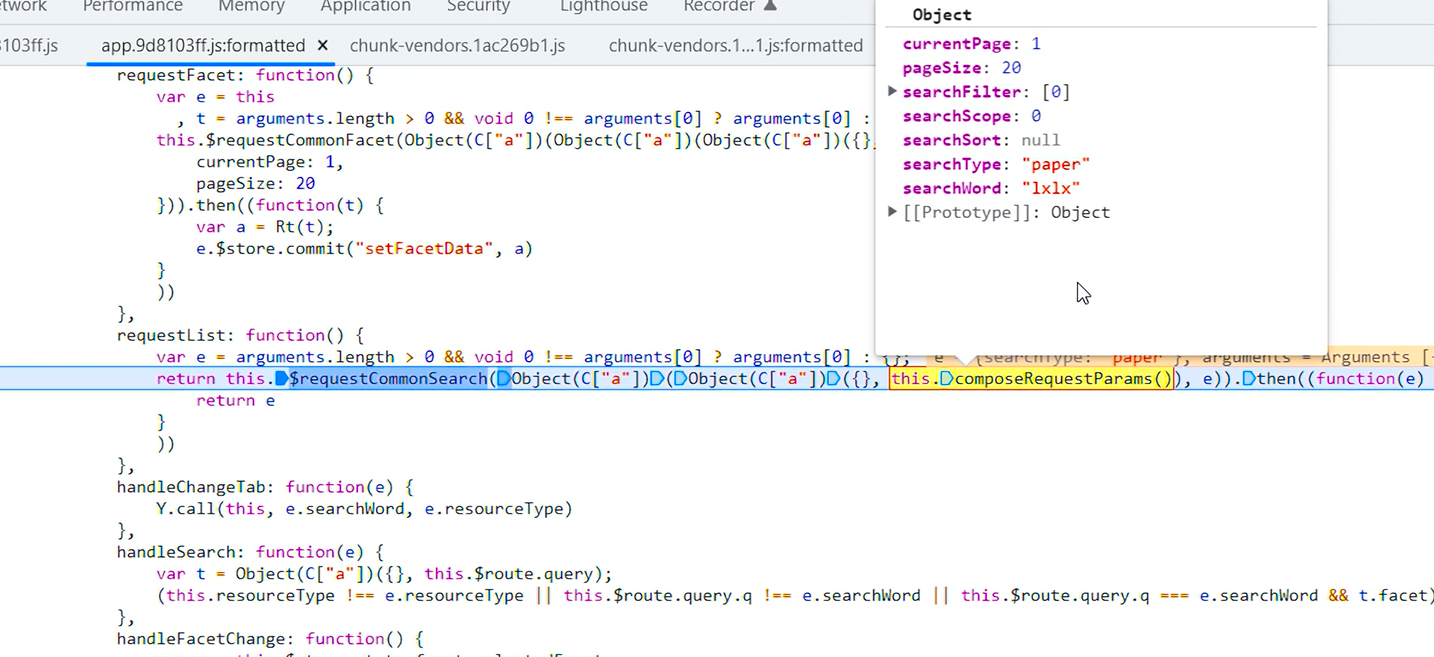 etwork Performance Memory Application Security Lighthouse Recorder
8103ff.js app.9d8103ff.js:formatted × chunk-vendors.1ac269b1.js chunk-vendors.1...1.js:formatted
Object
currentPage: 1
pageSize: 20
searchFilter: [0]
searchScope: 0
searchSort: null
searchType: "paper"
searchWord: "lxlx"
[[Prototype]]: Object
requestFacet: function() {
var e = this
, t = arguments.length > 0 && void 0 !== arguments[0] ? arguments[0] :
this.$requestCommonFacet(Object(C["a"])(Object(C["a"])(Object(C["a"])({},
currentPage: 1,
pageSize: 20
})).then((function(t) {
var a = Rt(t);
e.$store.commit("setFacetData", a)
}
))
},
requestList: function() {
var e = arguments.length > 0 && void 0 !== arguments[0] ? arguments[0] : {}; e = {searchType: "paper"}, arguments = Arguments [
return this.$requestCommonSearch(Object(C["a"])(Object(C["a"])({}, this.composeRequestParams()), e)).then((function(e)
return e
}
))
},
handleChangeTab: function(e) {
Y.call(this, e.searchWord, e.resourceType)
},
handleSearch: function(e) {
var t = Object(C["a"])({}, this.$route.query);
(this.resourceType !== e.resourceType || this.$route.query.q !== e.searchWord || this.$route.query.q === e.searchWord && t.facet)
},
handleFacetChange: function() {